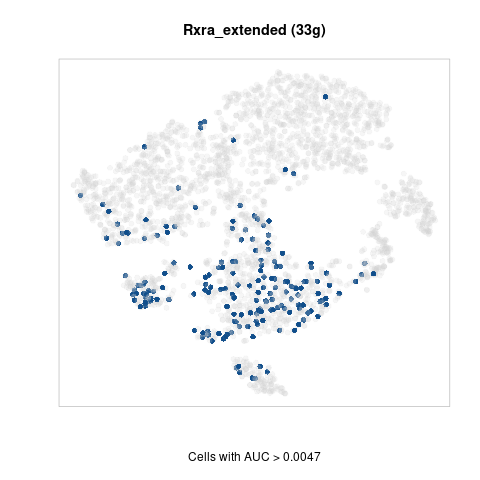 Rxra_extended (33g)
Cells with AUC > 0.0047